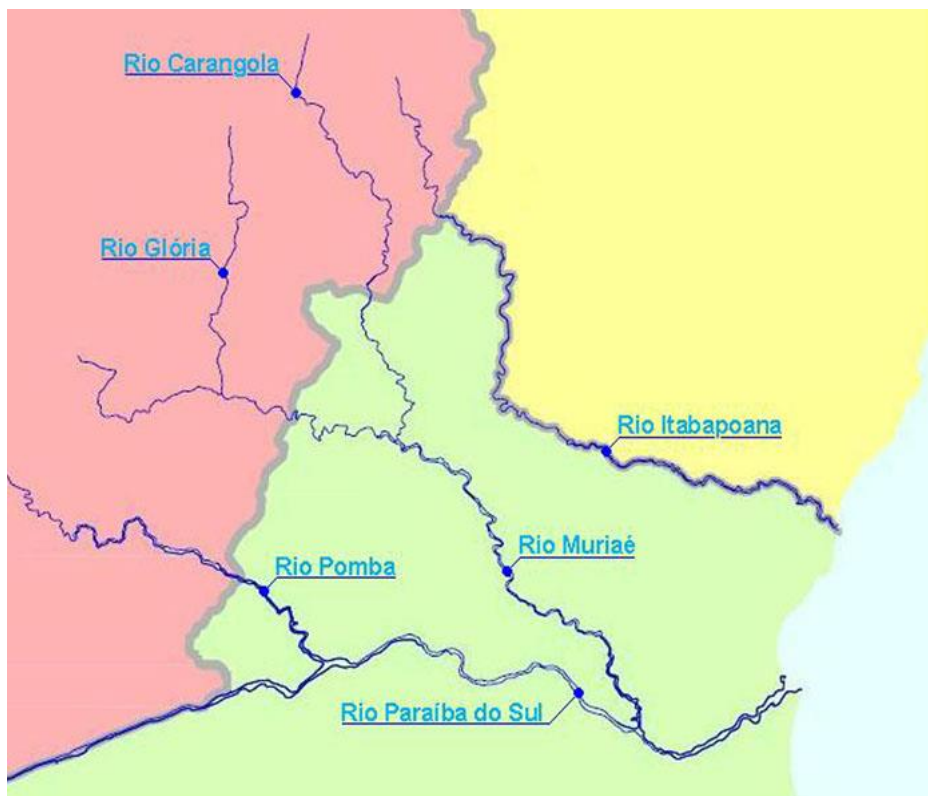 Rio Carangola
Rio Glória
Rio Itabapoana
Rio Muriaé
Rio Pomba
Rio Paraíba do Sul